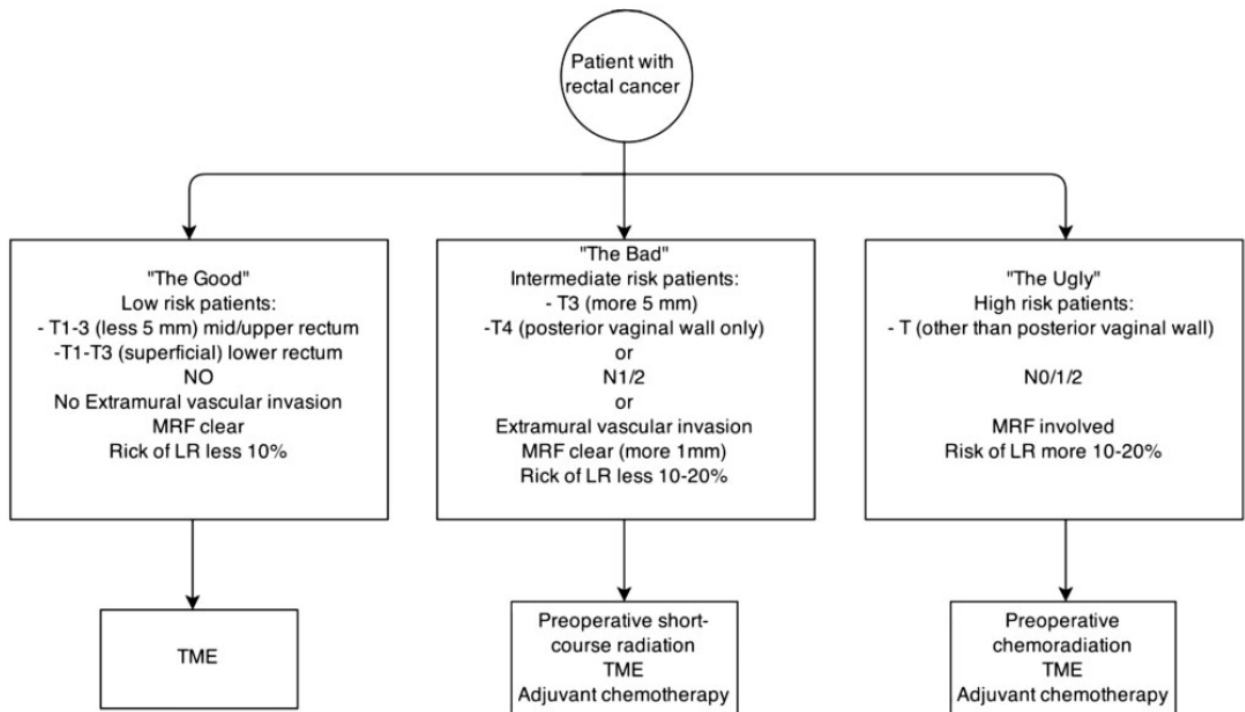 Patient with
rectal cancer
"The Good"
Low risk patients:
- T1-3 (less 5 mm) mid/upper rectum
-T1-T3 (superficial) lower rectum
NO
No Extramural vascular invasion
MRF clear
Rick of LR less 10%
"The Bad"
Intermediate risk patients:
- T3 (more 5 mm)
-T4 (posterior vaginal wall only)
or
N1/2
or
Extramural vascular invasion
MRF clear (more 1mm)
Rick of LR less 10-20%
"The Ugly"
High risk patients:
- T (other than posterior vaginal wall)
N0/1/2
MRF involved
Risk of LR more 10-20%
TME
Preoperative short-
course radiation
TME
Adjuvant chemotherapy
Preoperative
chemoradiation
TME
Adjuvant chemotherapy